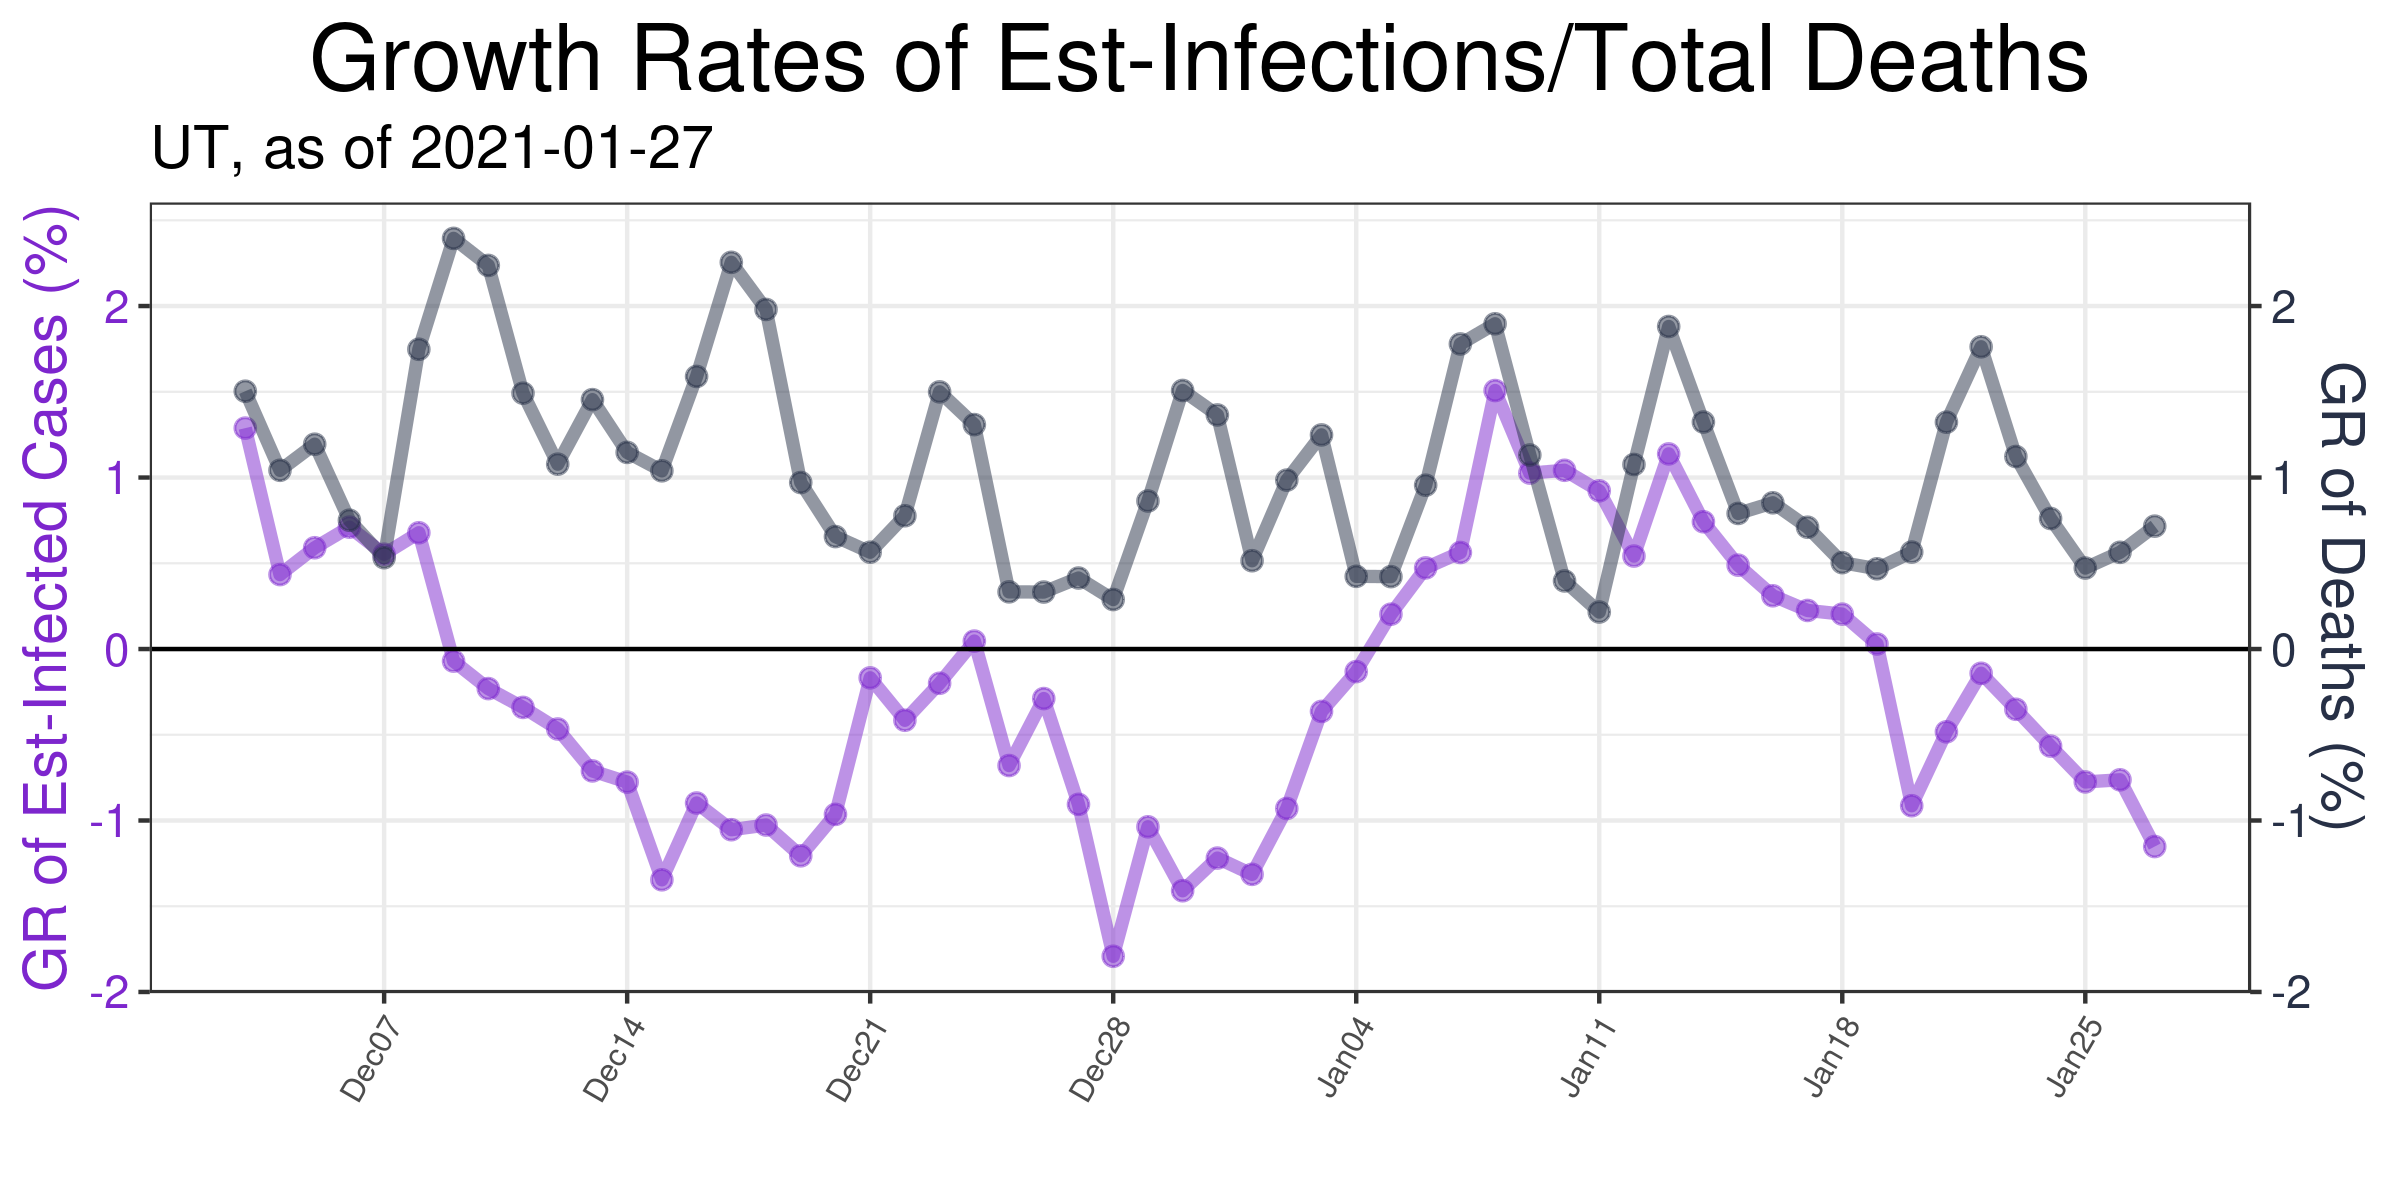 Growth Rates of Est-Infections/Total Deaths
UT, as of 2021-01-27
GR of Est-Infected Cases (%)
2
1
0
-1
-2
2
1
0
-1
-2
GR of Deaths (%)
Dec07
Dec14
Dec21
Dec28
Jan04
Jan11
Jan18
Jan25